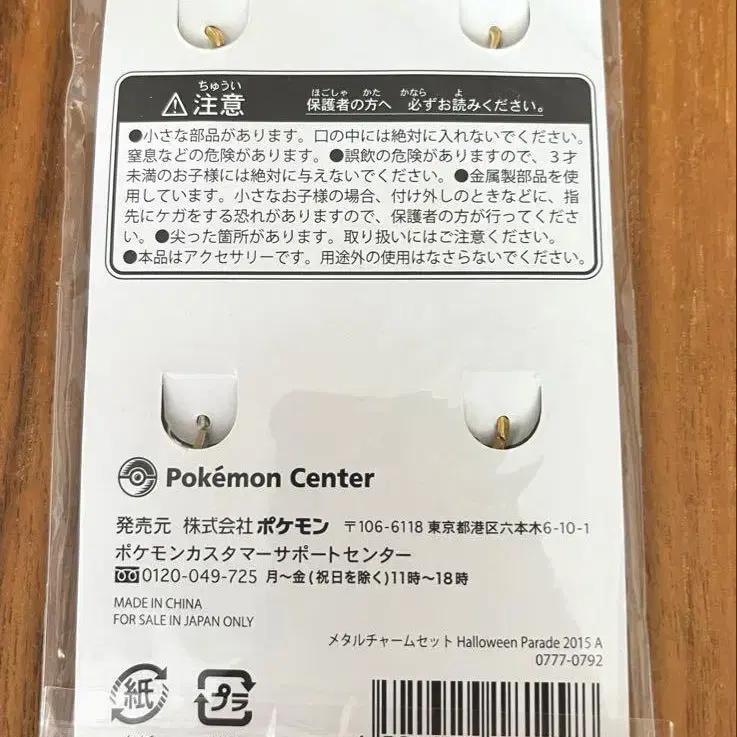 ちゅうい
注意
ほごしゃ かた かなら よ
保護者の方へ 必ずお読みください。
●小さな部品があります。口の中には絶対に入れないでください。
窒息などの危険があります。●誤飲の危険がありますので、３才
未満のお子様には絶対に与えないでください。●金属製部品を使
用しています。小さなお子様の場合、付け外しのときなどに、指
先にケガをする恐れがありますので、保護者の方が行ってくださ
い。●尖った箇所があります。取り扱いにはご注意ください。
●本品はアクセサリーです。用途外の使用はなさらないでください。
Pokémon Center
発売元 株式会社ポケモン 〒106-6118 東京都港区六本木6-10-1
ポケモンカスタマーサポートセンター
0120-049-725 月〜金(祝日を除く)11時〜18時
MADE IN CHINA
FOR SALE IN JAPAN ONLY
メタルチャームセット Halloween Parade 2015 A
0777-0792
紙
プラ